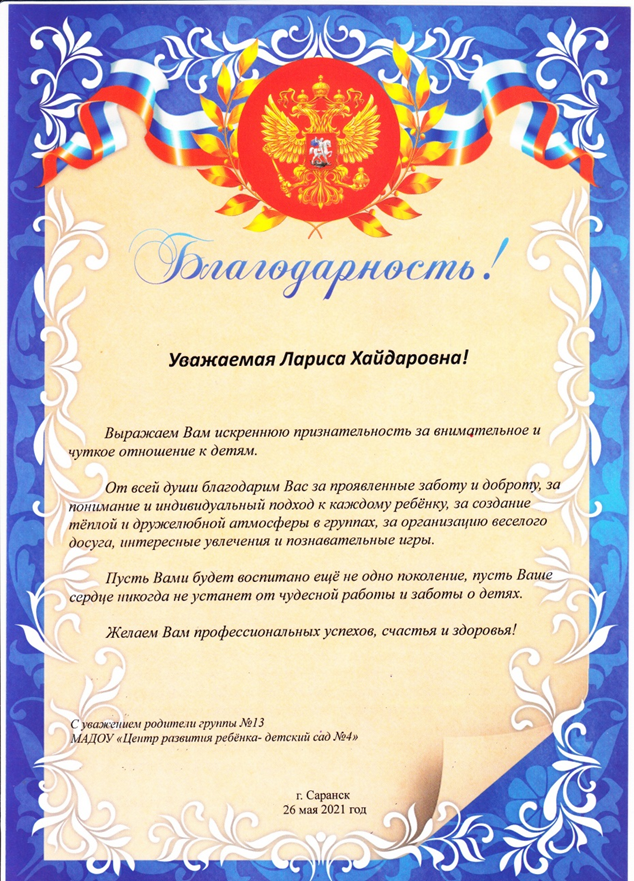 Благодарность!
Уважаемая Лариса Хайдаровна!
Выражаем Вам искреннюю признательность за внимательное и
чуткое отношение к детям.
От всей души благодарим Вас за проявленные заботу и доброту, за
понимание и индивидуальный подход к каждому ребёнку, за создание
тёплой и дружелюбной атмосферы в группах, за организацию веселого
досуга, интересные увлечения и познавательные игры.
Пусть Вами будет воспитано ещё не одно поколение, пусть Ваше
сердце никогда не устанет от чудесной работы и заботы о детях.
Желаем Вам профессиональных успехов, счастья и здоровья!
С уважением родители группы №13
МАДОУ «Центр развития ребёнка- детский сад №4»
г. Саранск
26 мая 2021 год